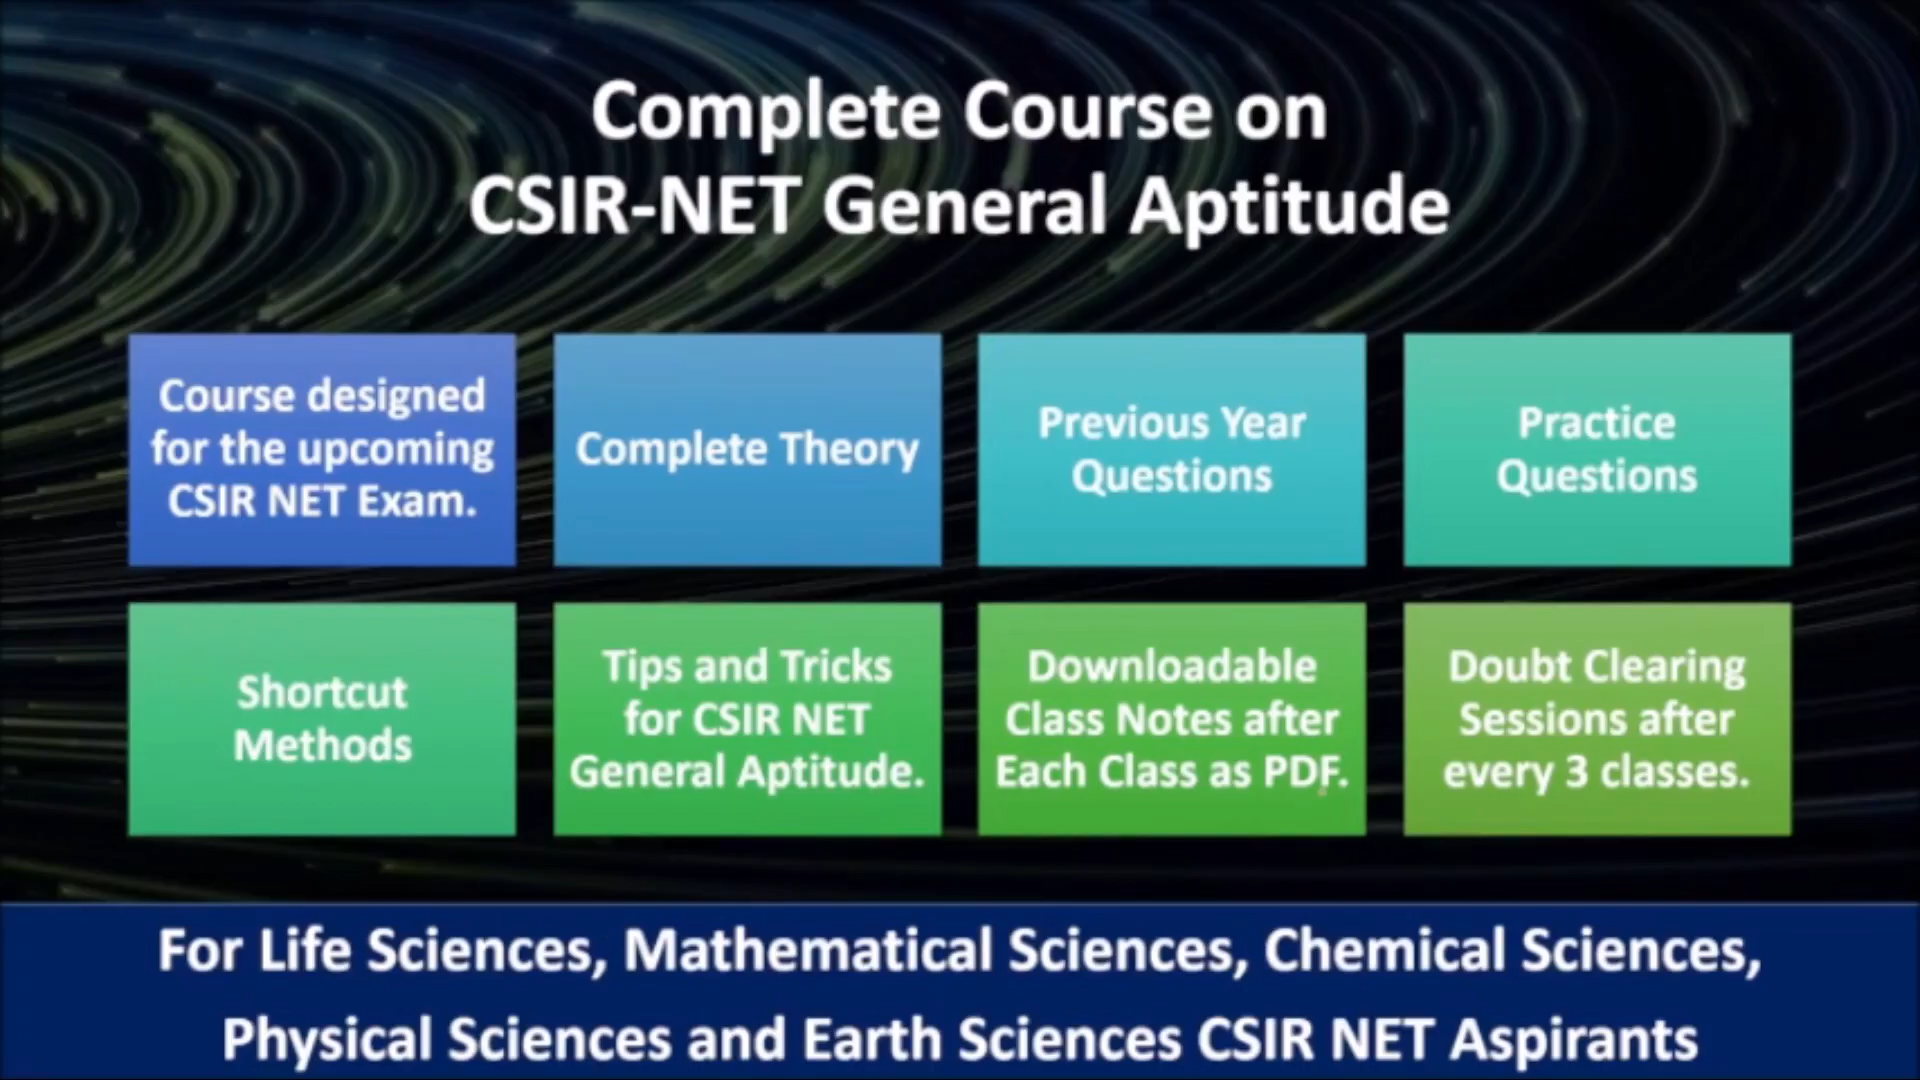 Complete Course on
CSIR-NET General Aptitude
Course designed
for the upcoming
CSIR NET Exam.
Complete Theory
Previous Year
Questions
Practice
Questions
Shortcut
Methods
Tips and Tricks
for CSIR NET
General Aptitude.
Downloadable
Class Notes after
Each Class as PDF.
Doubt Clearing
Sessions after
every 3 classes.
For Life Sciences, Mathematical Sciences, Chemical Sciences,
Physical Sciences and Earth Sciences CSIR NET Aspirants